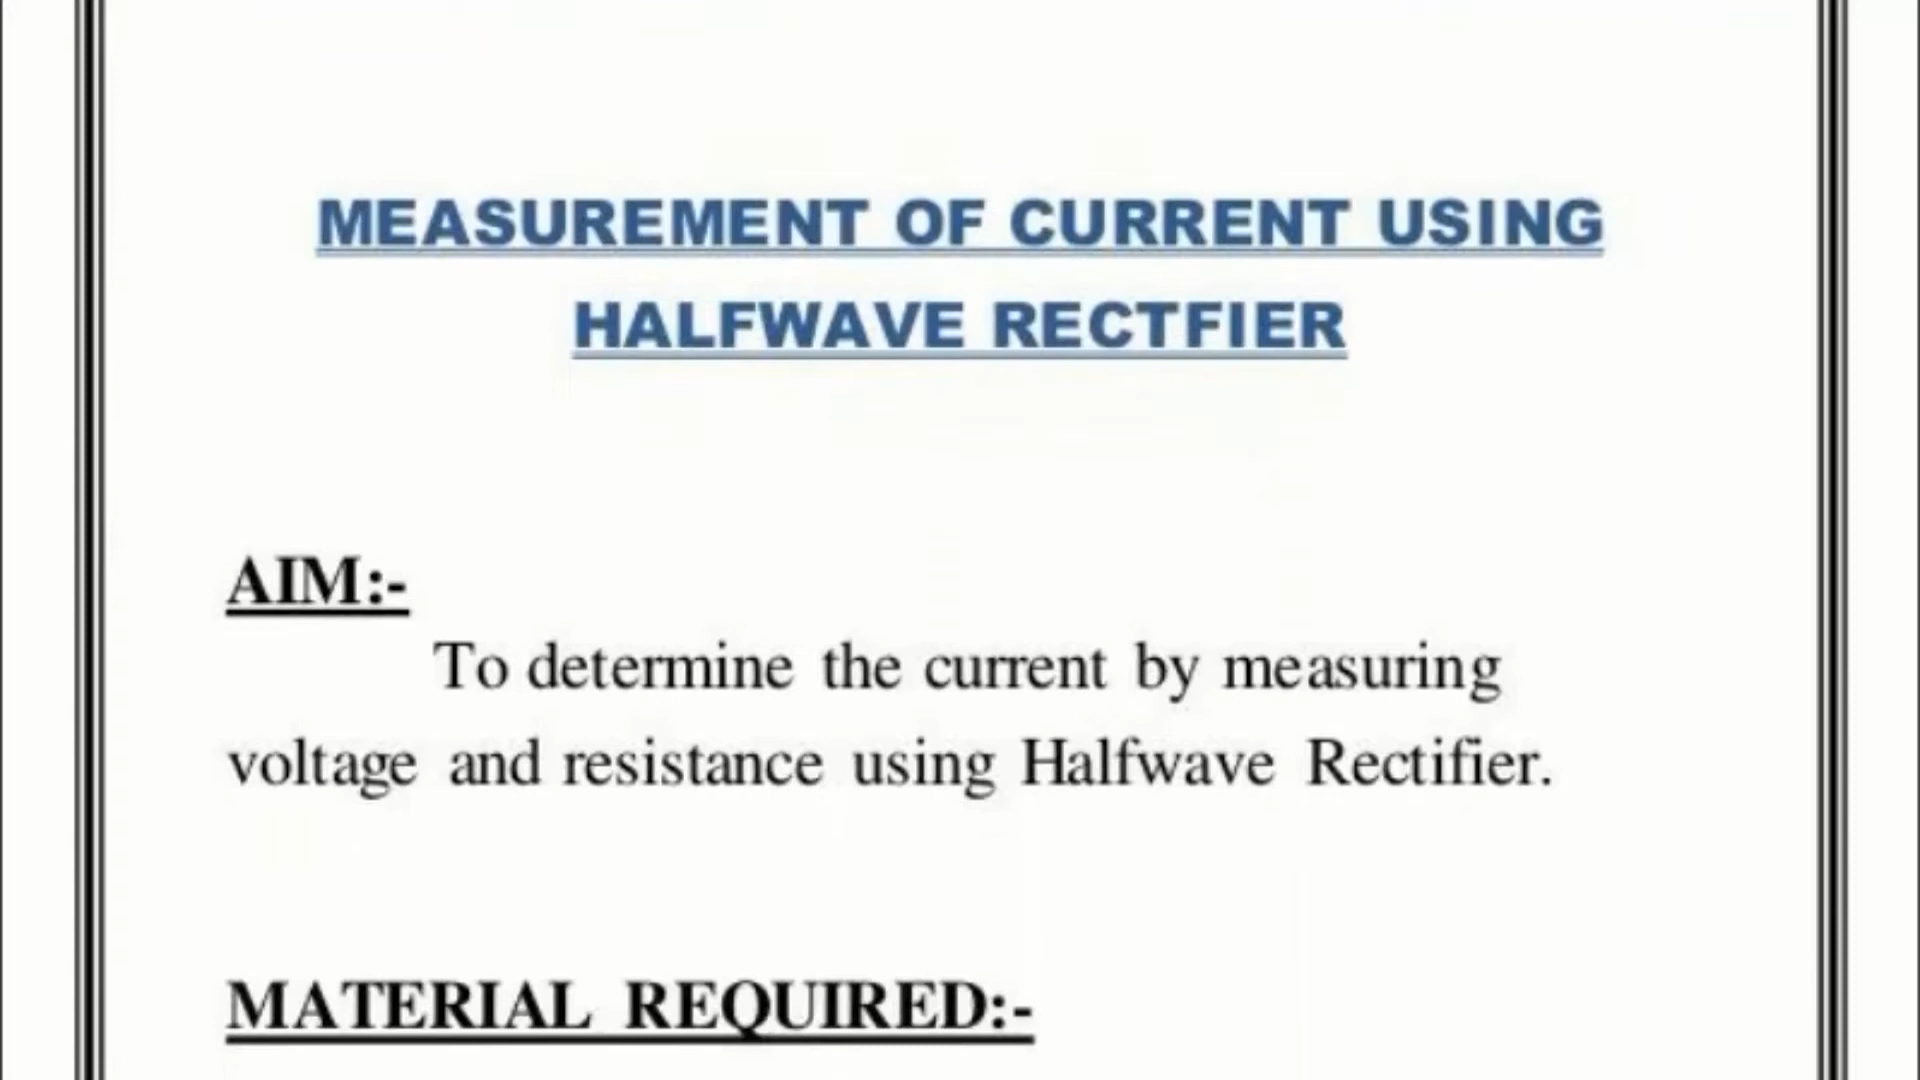 MEASUREMENT OF CURRENT USING
HALFWAVE RECTFIER
AIM:-
To determine the current by measuring
voltage and resistance using Halfwave Rectifier.
MATERIAL REQUIRED:-